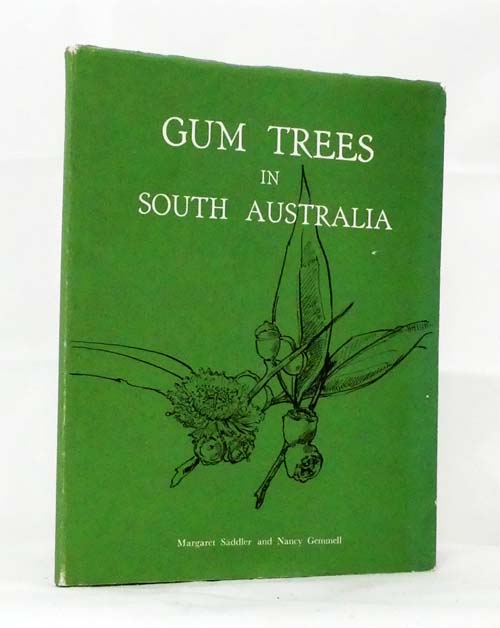 GUM TREES
IN
SOUTH AUSTRALIA
Margaret Saddler and Nancy Gemmell